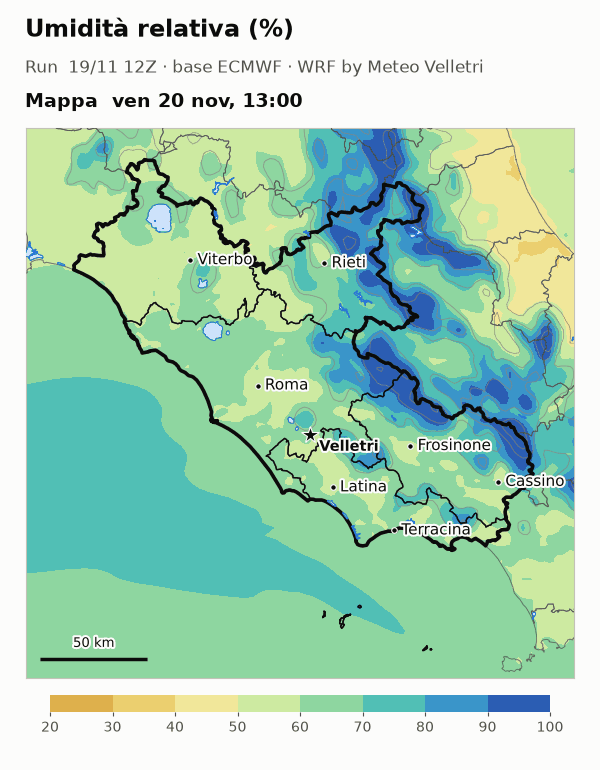 Umidità relativa (%)
Run  19/11 12Z · base ECMWF · WRF by Meteo Velletri
Mappa  ven 20 nov, 13:00
Viterbo
Rieti
Roma
Velletri
Frosinone
Latina
Cassino
Terracina
50 km
20 30 40 50 60 70 80 90 100